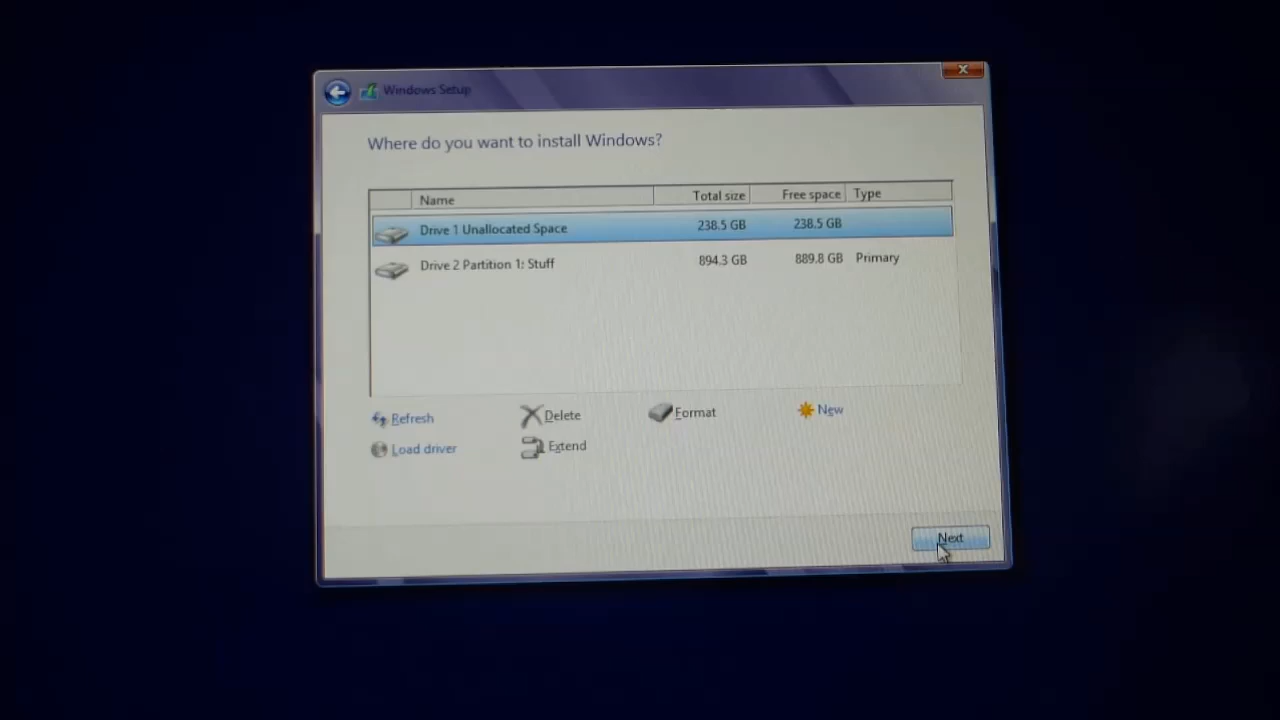 Windows Setup
Where do you want to install Windows?
Name Total size Free space Type
Drive 1 Unallocated Space 238.5 GB 238.5 GB
Drive 2 Partition 1: Stuff 894.3 GB 889.8 GB Primary
Refresh Delete Format New
Load driver Extend
Next